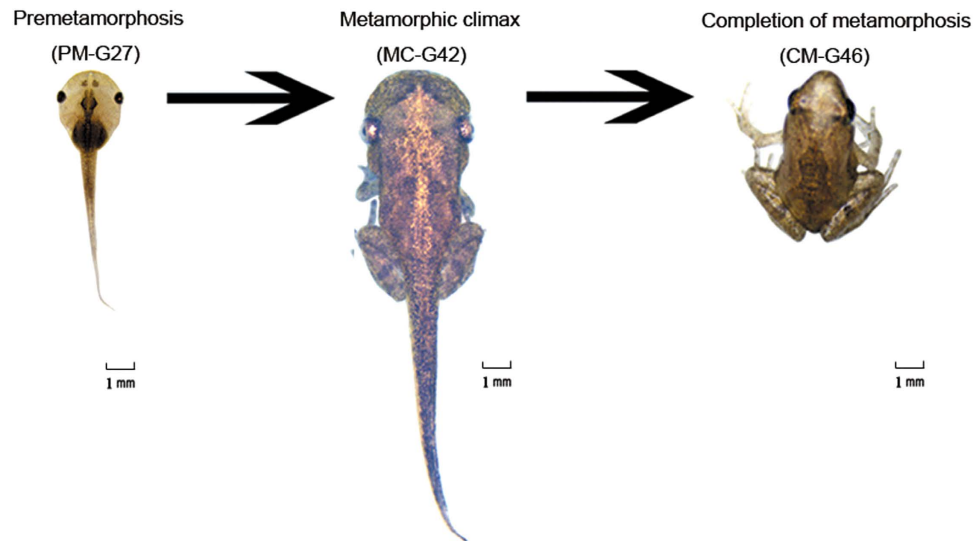 Premetamorphosis
(PM-G27)
Metamorphic climax
(MC-G42)
Completion of metamorphosis
(CM-G46)
1 mm
1 mm
1 mm